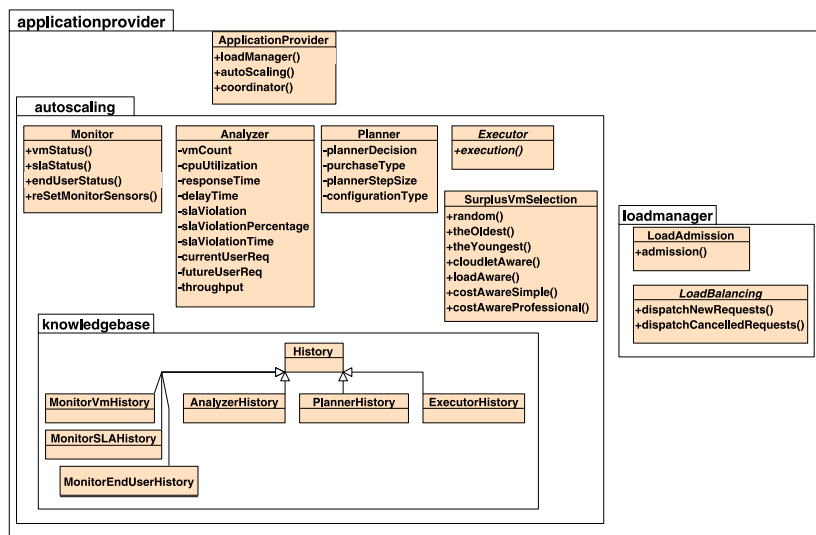 applicationprovider
ApplicationProvider
+loadManager()
+autoScaling()
+coordinator()
autoscaling
Monitor
+vmStatus()
+slaStatus()
+endUserStatus()
+reSetMonitorSensors()
Analyzer
-vmCount
-cpuUtilization
-responseTime
-delayTime
-slaViolation
-slaViolationPercentage
-slaViolationTime
-currentUserReq
-futureUserReq
-throughput
Planner
-plannerDecision
-purchaseType
-plannerStepSize
-configurationType
Executor
+execution()
SurplusVmSelection
+random()
+theOldest()
+theYoungest()
+cloudletAware()
+loadAware()
+costAwareSimple()
+costAwareProfessional()
loadmanager
LoadAdmission
+admission()
LoadBalancing
+dispatchNewRequests()
+dispatchCancelledRequests()
knowledgebase
History
MonitorVmHistory
AnalyzerHistory
PlannerHistory
ExecutorHistory
MonitorSLAHistory
MonitorEndUserHistory